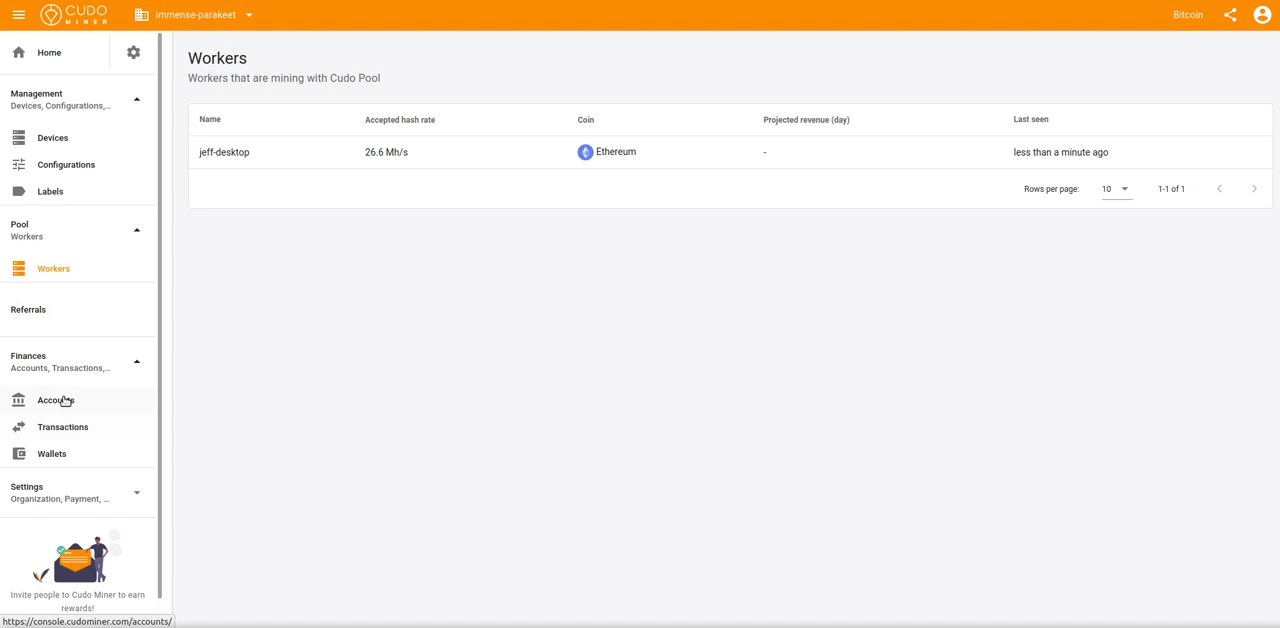 CUDO
MINER
immense-parakeet
Bitcoin
Home
Management
Devices, Configurations,...
Devices
Configurations
Labels
Pool
Workers
Workers
Referrals
Finances
Accounts, Transactions,...
Accounts
Transactions
Wallets
Settings
Organization, Payment, ...
Invite people to Cudo Miner to earn
rewards!
https://console.cudominer.com/accounts/
Workers
Workers that are mining with Cudo Pool
Name Accepted hash rate Coin Projected revenue (day) Last seen
jeff-desktop 26.6 Mh/s Ethereum - less than a minute ago
Rows per page: 10 1-1 of 1